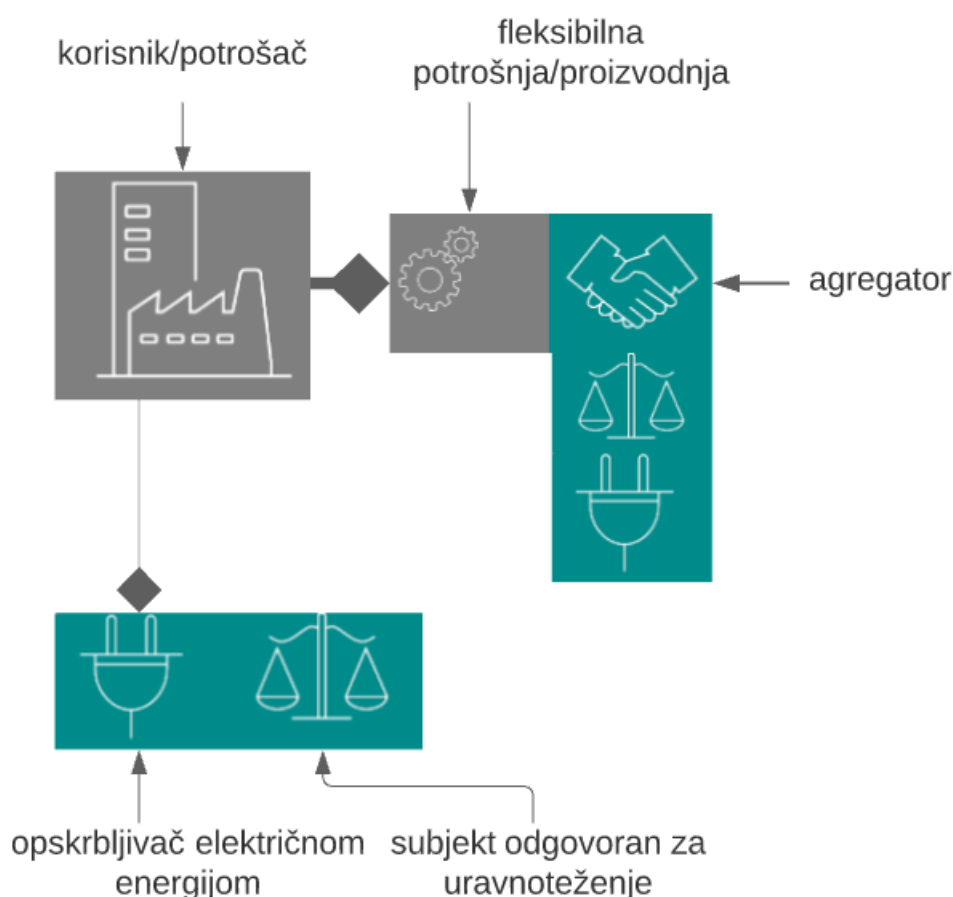 korisnik/potrošač
fleksibilna
potrošnja/proizvodnja
agregator
opskrbljivač električnom
energijom
subjekt odgovoran za
uravnoteženje